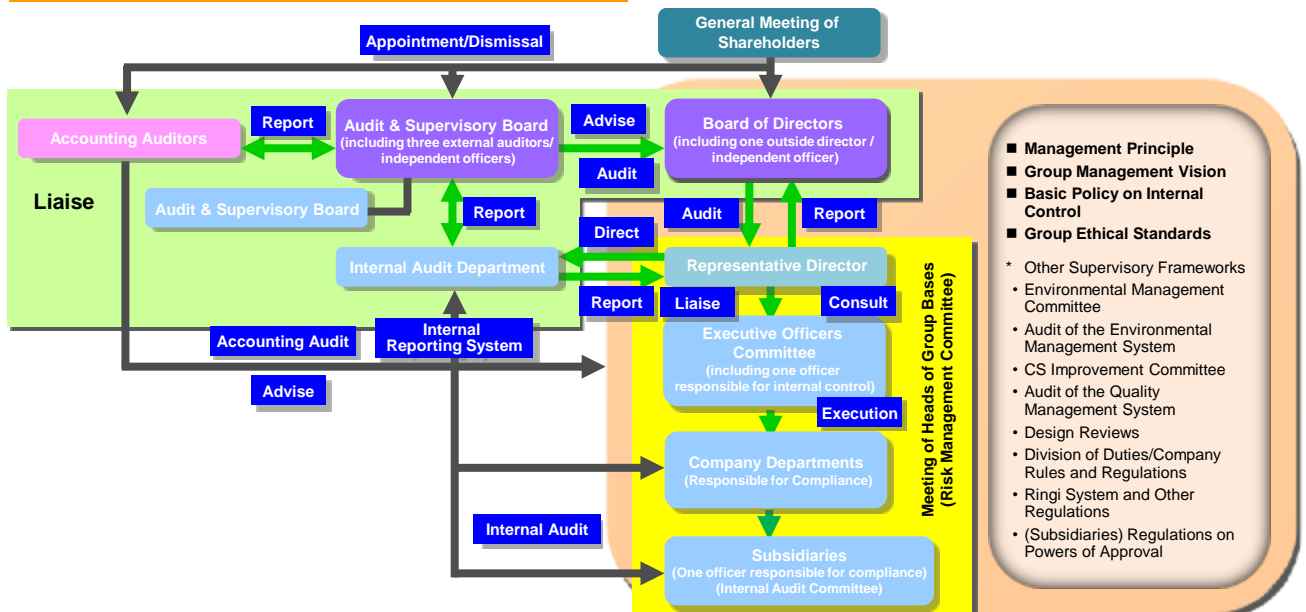 General Meeting of
Shareholders
Appointment/Dismissal
Accounting Auditors
Report
Audit & Supervisory Board
(including three external auditors/
independent officers)
Advise
Audit
Board of Directors
(including one outside director /
independent officer)
Liaise
Audit & Supervisory Board
Report
Audit
Report
Direct
Internal Audit Department
Representative Director
Report
Liaise
Consult
Internal
Reporting System
Accounting Audit
Advise
Executive Officers
Committee
(including one officer
responsible for internal control)
Execution
Company Departments
(Responsible for Compliance)
Internal Audit
Subsidiaries
(One officer responsible for compliance)
(Internal Audit Committee)
Meeting of Heads of Group Bases
(Risk Management Committee)
■ Management Principle
■ Group Management Vision
■ Basic Policy on Internal
Control
■ Group Ethical Standards
* Other Supervisory Frameworks
• Environmental Management
Committee
• Audit of the Environmental
Management System
• CS Improvement Committee
• Audit of the Quality
Management System
• Design Reviews
• Division of Duties/Company
Rules and Regulations
• Ringi System and Other
Regulations
• (Subsidiaries) Regulations on
Powers of Approval